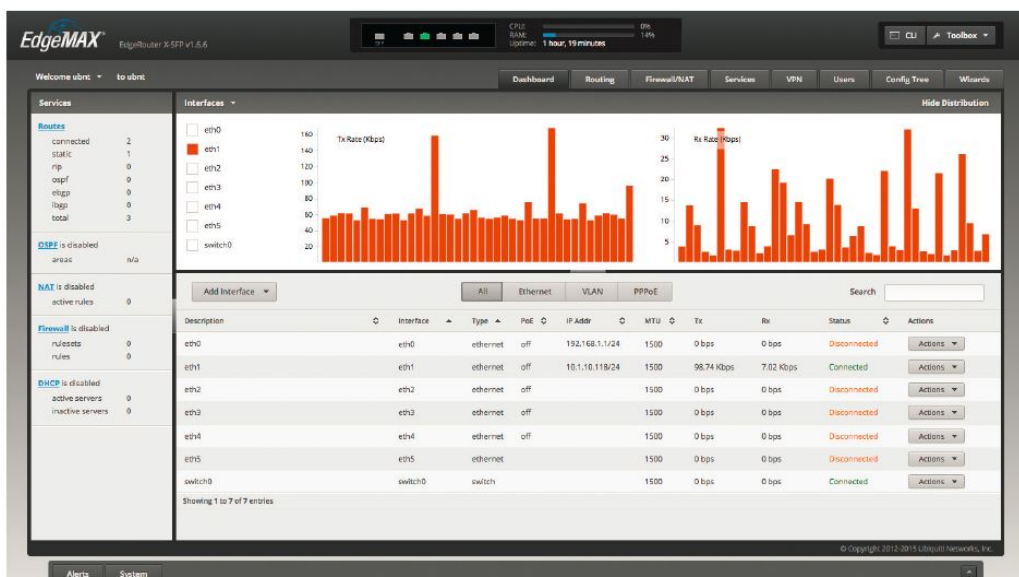 EdgeMAX EdgeRouter X-SFP v1.6.6
CPU: 0%
RAM: 14%
Uptime: 1 hour, 19 minutes
CLI Toolbox
Welcome ubnt to ubnt
Dashboard Routing Firewall/NAT Services VPN Users Config Tree Wizards
Services
Routes
connected 2
static 1
rip 0
ospf 0
ebgp 0
ibgp 0
total 3
OSPF is disabled
areas n/a
NAT is disabled
active rules 0
Firewall is disabled
rulesets 0
rules 0
DHCP is disabled
active servers 0
inactive servers 0
Interfaces Hide Distribution
eth0
eth1
eth2
eth3
eth4
eth5
switch0
Tx Rate (Kbps)
160
140
120
100
80
60
40
20
Rx Rate (Kbps)
30
25
20
15
10
5
Add Interface All Ethernet VLAN PPPoE Search
Description Interface Type PoE IP Addr MTU Tx Rx Status Actions
eth0 eth0 ethernet off 192.168.1.1/24 1500 0 bps 0 bps Disconnected Actions
eth1 eth1 ethernet off 10.1.10.118/24 1500 98.74 Kbps 7.02 Kbps Connected Actions
eth2 eth2 ethernet off 1500 0 bps 0 bps Disconnected Actions
eth3 eth3 ethernet off 1500 0 bps 0 bps Disconnected Actions
eth4 eth4 ethernet off 1500 0 bps 0 bps Disconnected Actions
eth5 eth5 ethernet 1500 0 bps 0 bps Disconnected Actions
switch0 switch0 switch 1500 0 bps 0 bps Connected Actions
Showing 1 to 7 of 7 entries
© Copyright 2012-2015 Ubiquiti Networks, Inc.
Alerts System